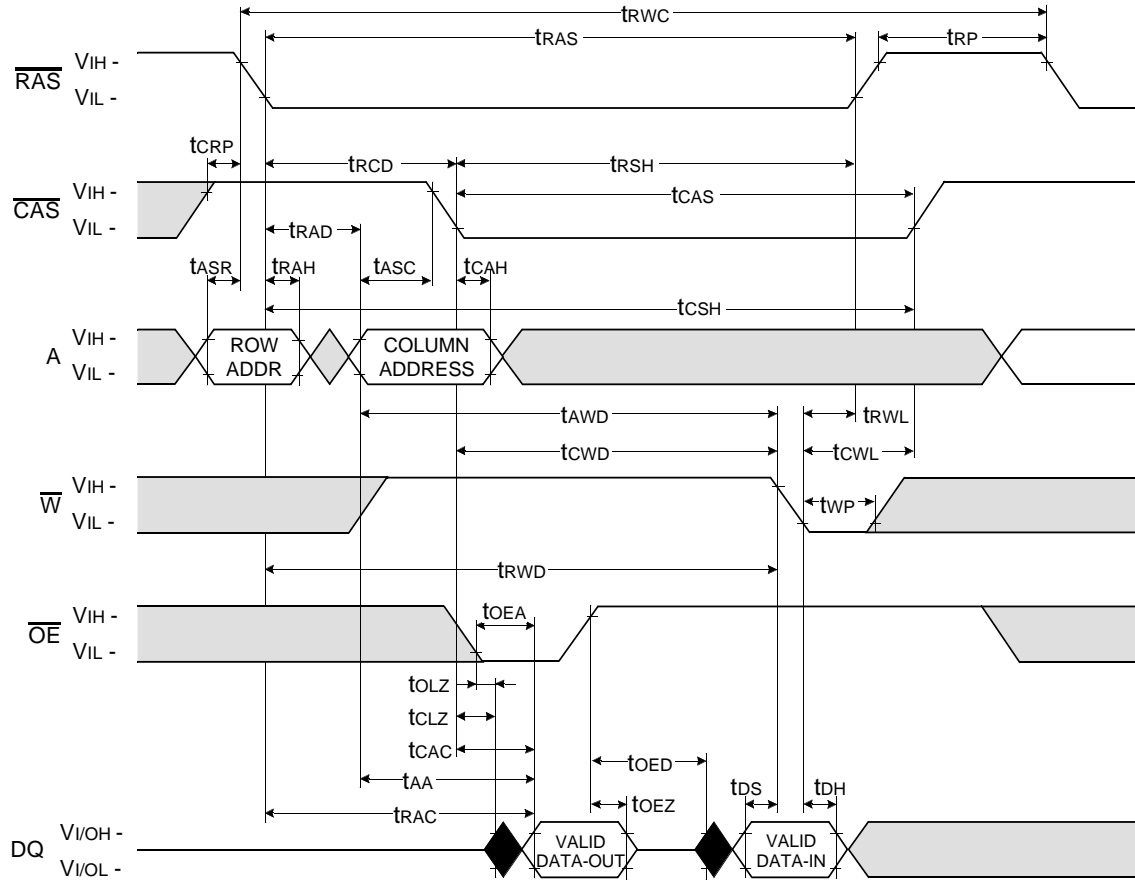 tRWC
tRAS
tRP
RAS
VIH -
VIL -
tCRP
tRCD
tRSH
CAS
VIH -
VIL -
tCAS
tRAD
tASR
tRAH
tASC
tCAH
tCSH
A
VIH -
VIL -
ROW
ADDR
COLUMN
ADDRESS
tAWD
tRWL
tCWD
tCWL
W
VIH -
VIL -
tWP
tRWD
OE
VIH -
VIL -
tOEA
tOLZ
tCLZ
tCAC
tOED
tAA
tDS
tDH
tOEZ
tRAC
DQ
VI/OH -
VI/OL -
VALID
DATA-OUT
VALID
DATA-IN